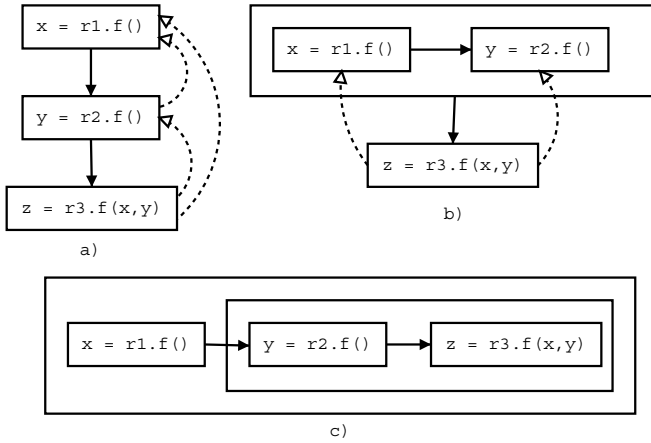 x = r1.f()
y = r2.f()
z = r3.f(x,y)
a)
x = r1.f()
y = r2.f()
z = r3.f(x,y)
b)
x = r1.f()
y = r2.f()
z = r3.f(x,y)
c)